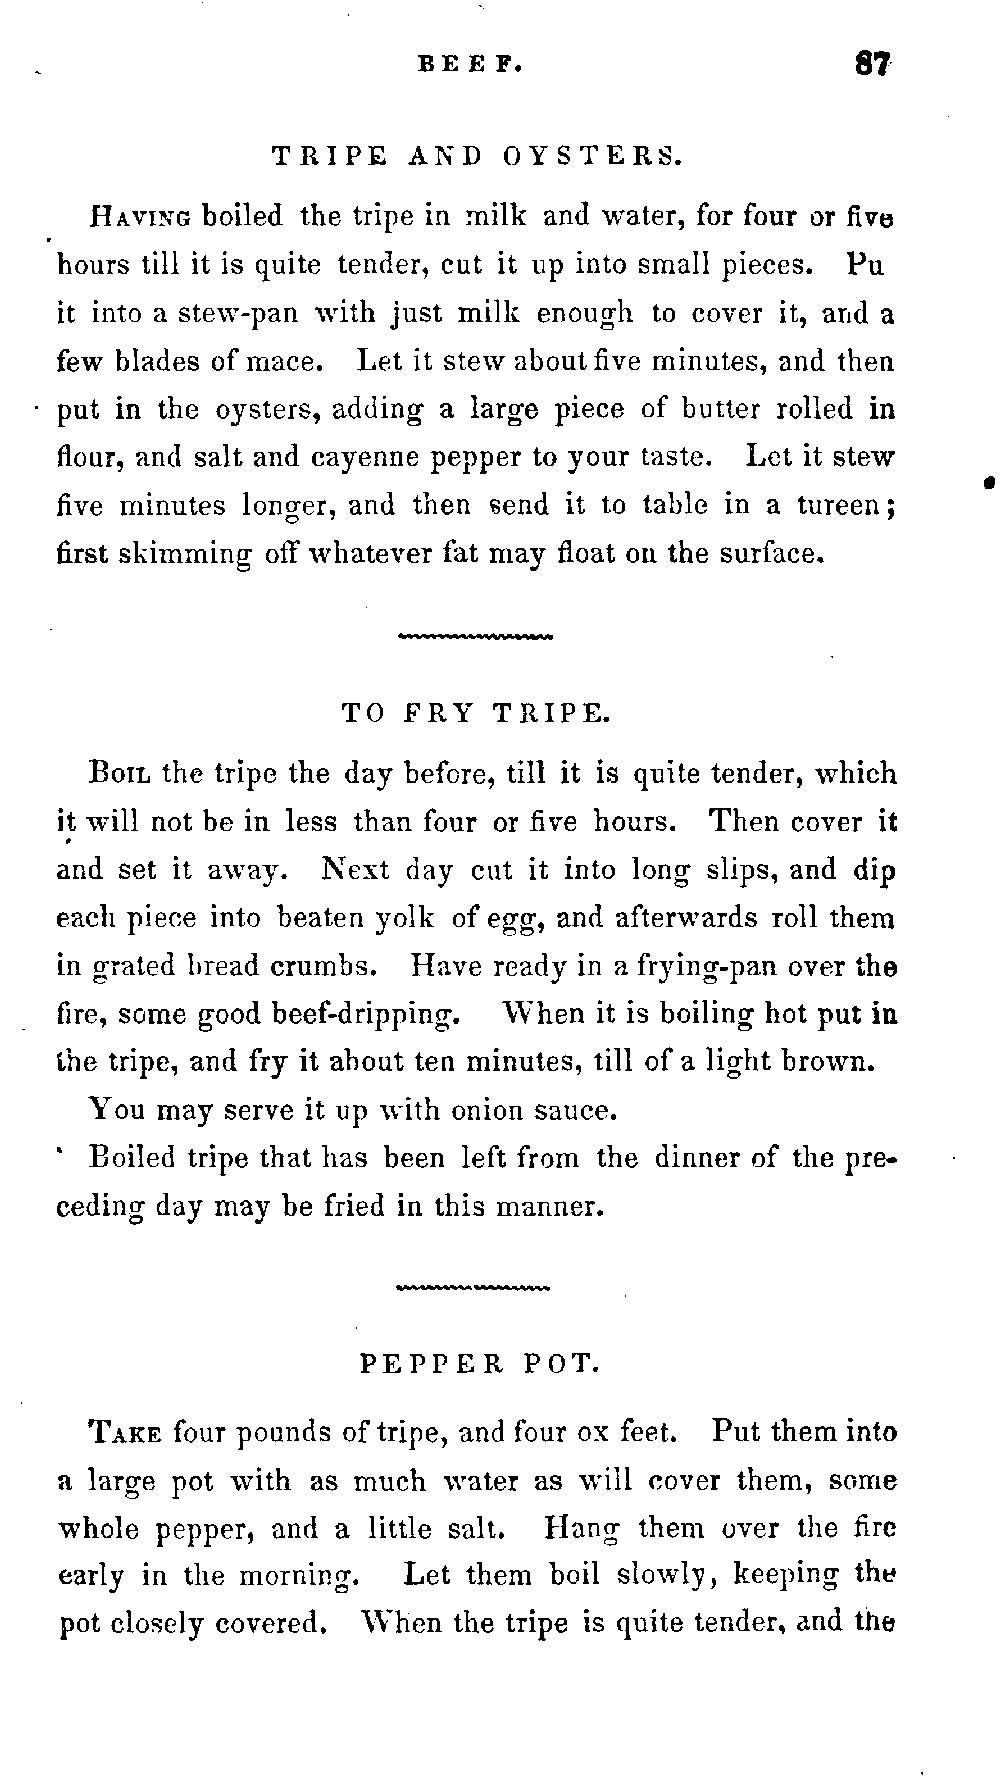 BEEF. 87
TRIPE AND OYSTERS.
Having boiled the tripe in milk and water, for four or five
hours till it is quite tender, cut it up into small pieces. Pu
it into a stew-pan with just milk enough to cover it, and a
few blades of mace. Let it stew about five minutes, and then
put in the oysters, adding a large piece of butter rolled in
flour, and salt and cayenne pepper to your taste. Let it stew
five minutes longer, and then send it to table in a tureen;
first skimming off whatever fat may float on the surface.
TO FRY TRIPE.
Boil the tripe the day before, till it is quite tender, which
it will not be in less than four or five hours. Then cover it
and set it away. Next day cut it into long slips, and dip
each piece into beaten yolk of egg, and afterwards roll them
in grated bread crumbs. Have ready in a frying-pan over the
fire, some good beef-dripping. When it is boiling hot put in
the tripe, and fry it about ten minutes, till of a light brown.
You may serve it up with onion sauce.
Boiled tripe that has been left from the dinner of the pre-
ceding day may be fried in this manner.
PEPPER POT.
Take four pounds of tripe, and four ox feet. Put them into
a large pot with as much water as will cover them, some
whole pepper, and a little salt. Hang them over the fire
early in the morning. Let them boil slowly, keeping the
pot closely covered. When the tripe is quite tender, and the